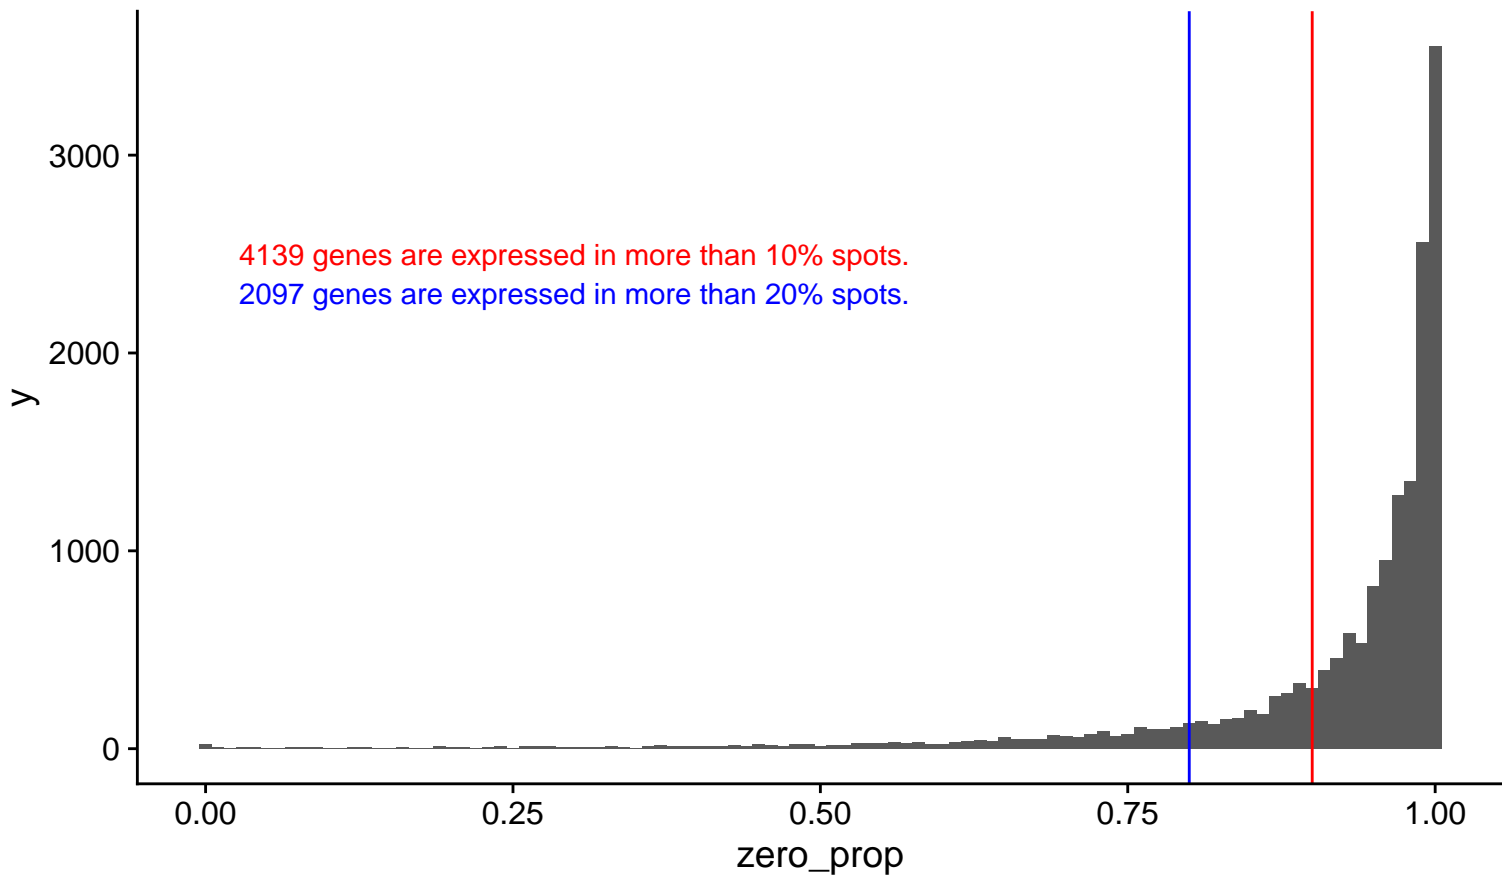 3000
2000
1000
0
y
4139 genes are expressed in more than 10% spots.
2097 genes are expressed in more than 20% spots.
0.00 0.25 0.50 0.75 1.00
zero_prop